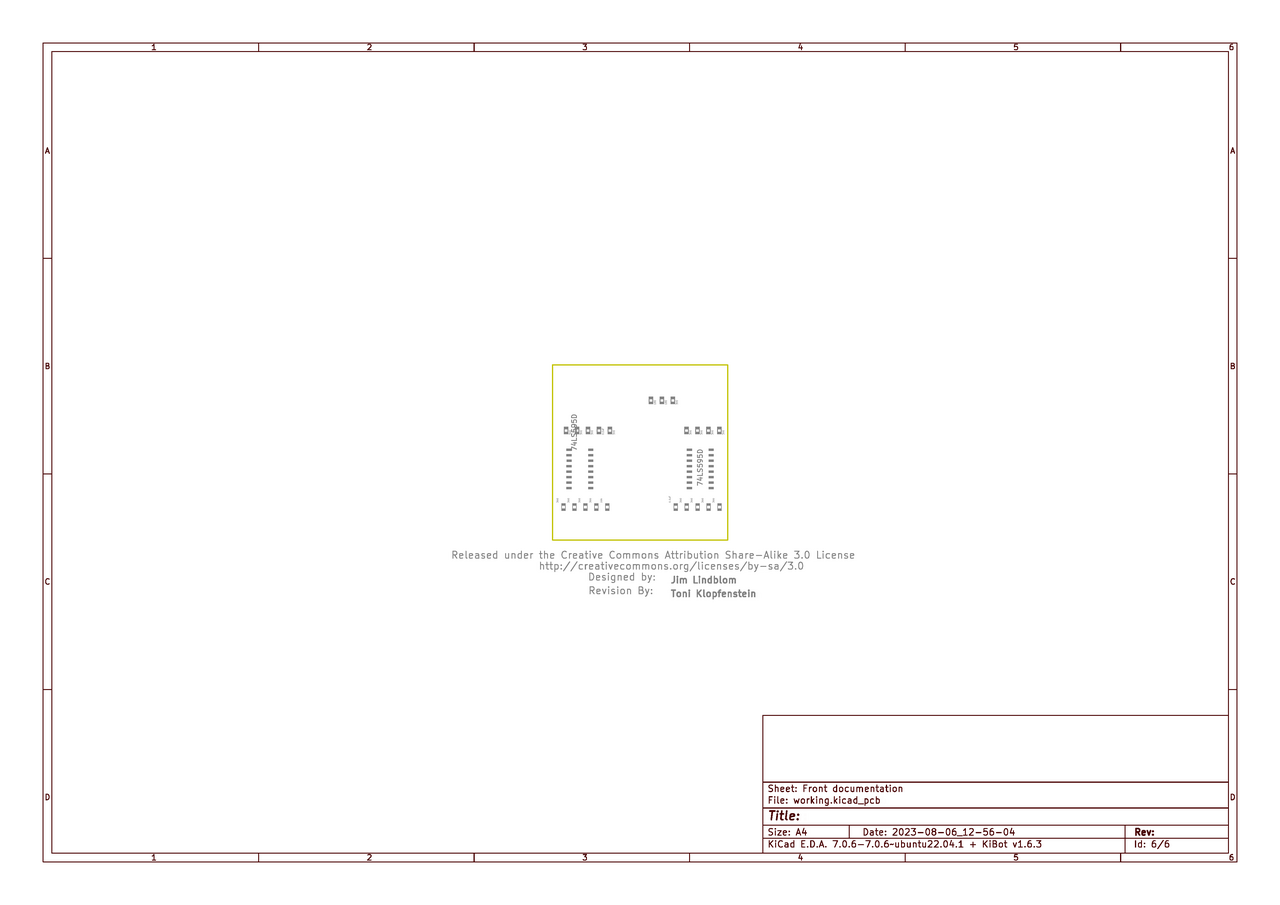 1 2 3 4 5 6
A A
B B
74LS595D
74LS595D
Released under the Creative Commons Attribution Share-Alike 3.0 License
http://creativecommons.org/licenses/by-sa/3.0
C C
Designed by: Jim Lindblom
Revision By: Toni Klopfenstein
Sheet: Front documentation
D D
File: working.kicad_pcb
Title:
Size: A4 Date: 2023-08-06_12-56-04 Rev:
KiCad E.D.A. 7.0.6-7.0.6~ubuntu22.04.1 + KiBot v1.6.3 Id: 6/6
1 2 3 4 5 6